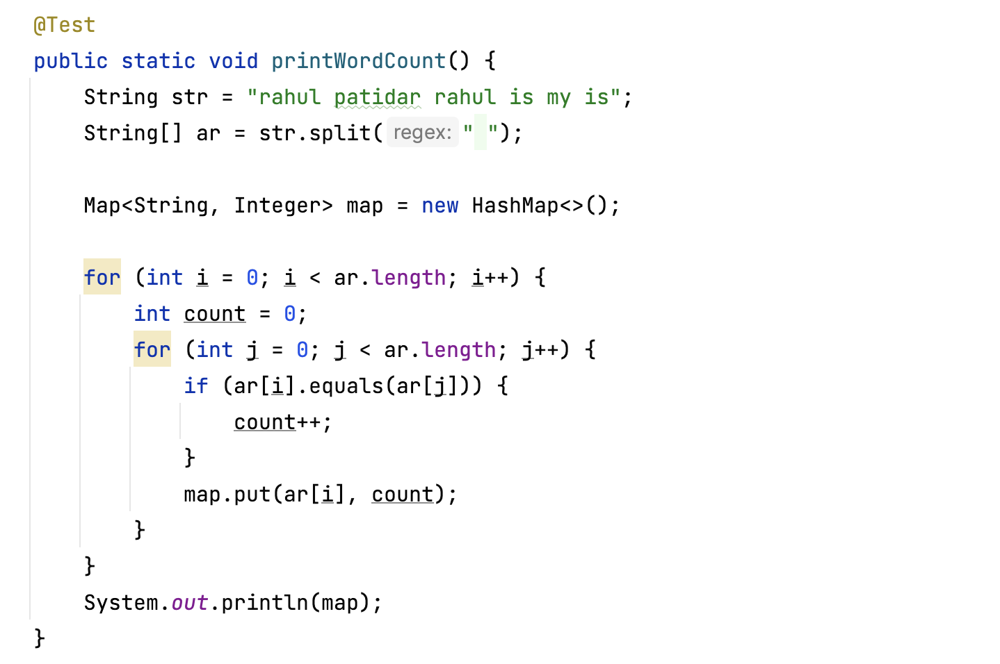 @Test
public static void printWordCount() {
String str = "rahul patidar rahul is my is";
String[] ar = str.split( regex: " ");
Map<String, Integer> map = new HashMap<>();
for (int i = 0; i < ar.length; i++) {
int count = 0;
for (int j = 0; j < ar.length; j++) {
if (ar[i].equals(ar[j])) {
count++;
}
map.put(ar[i], count);
}
}
System.out.println(map);
}